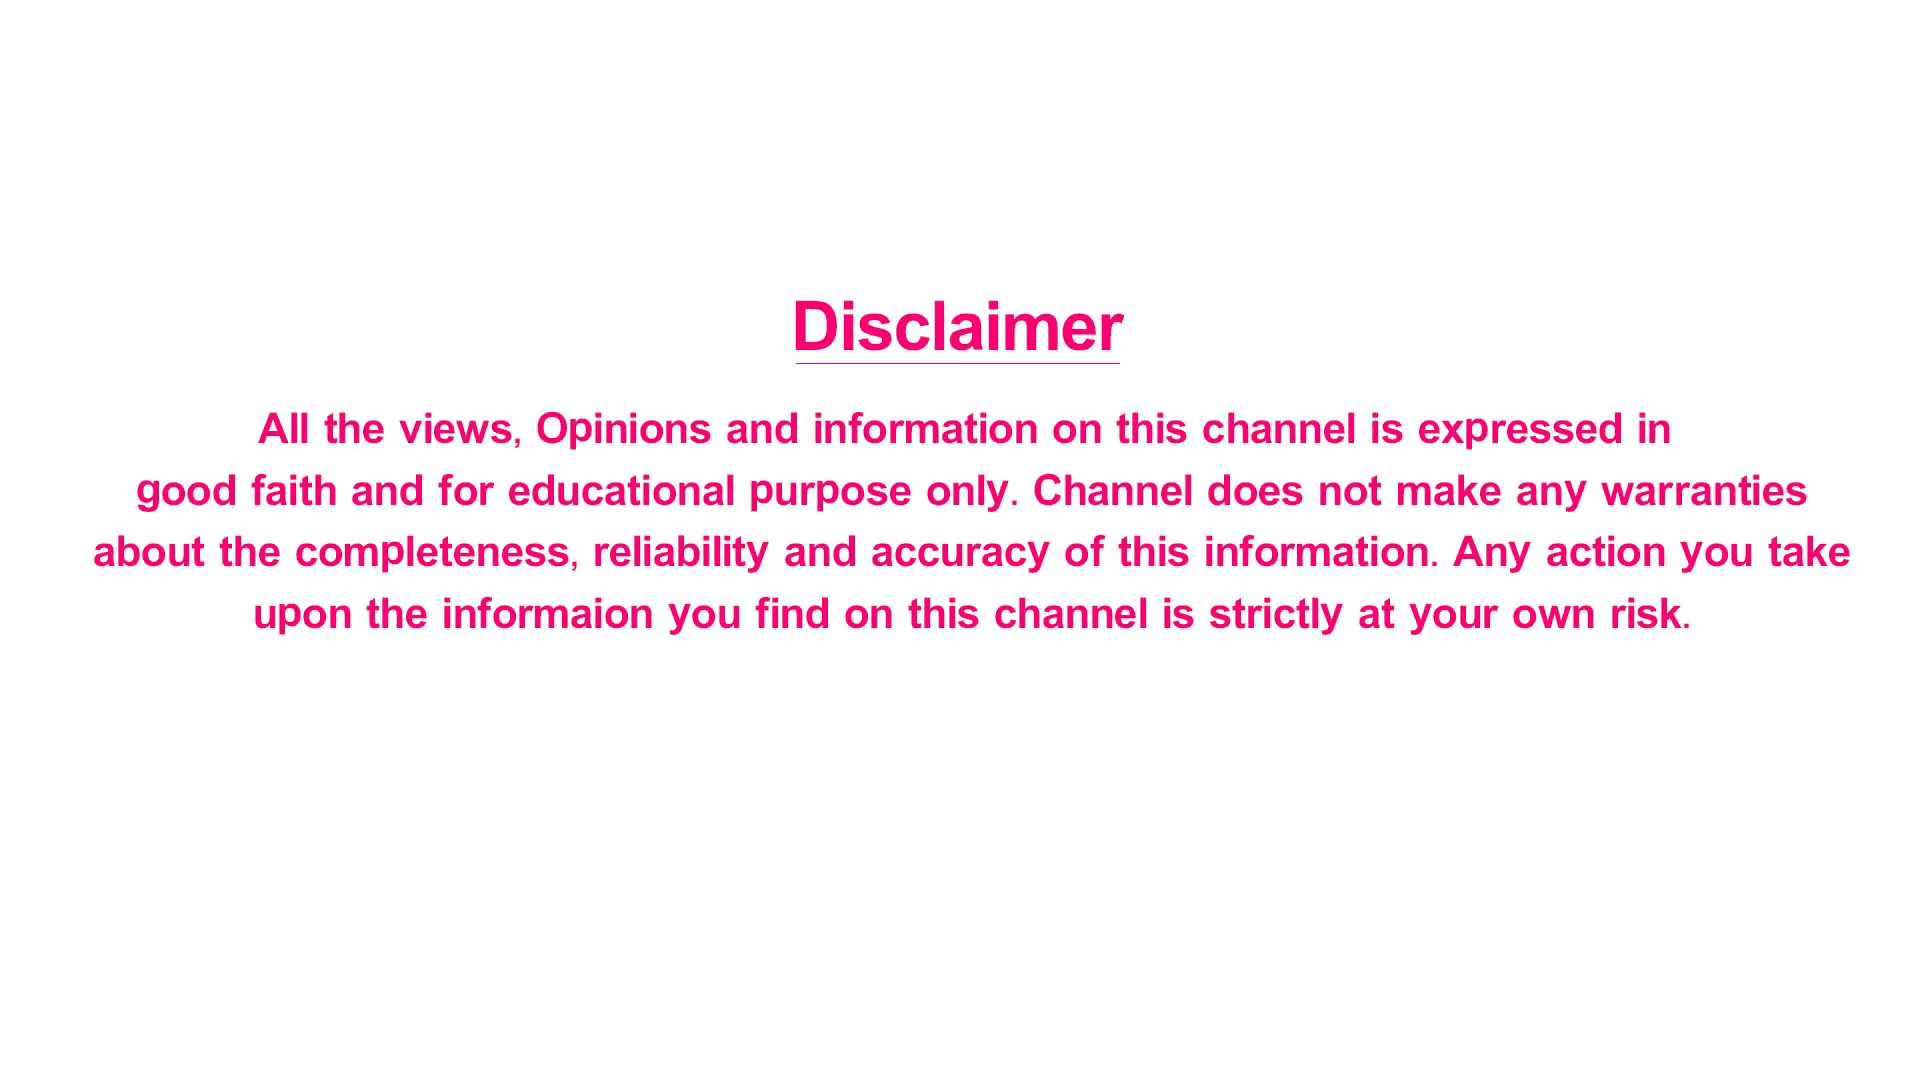 Disclaimer
All the views, Opinions and information on this channel is expressed in
good faith and for educational purpose only. Channel does not make any warranties
about the completeness, reliability and accuracy of this information. Any action you take
upon the informaion you find on this channel is strictly at your own risk.